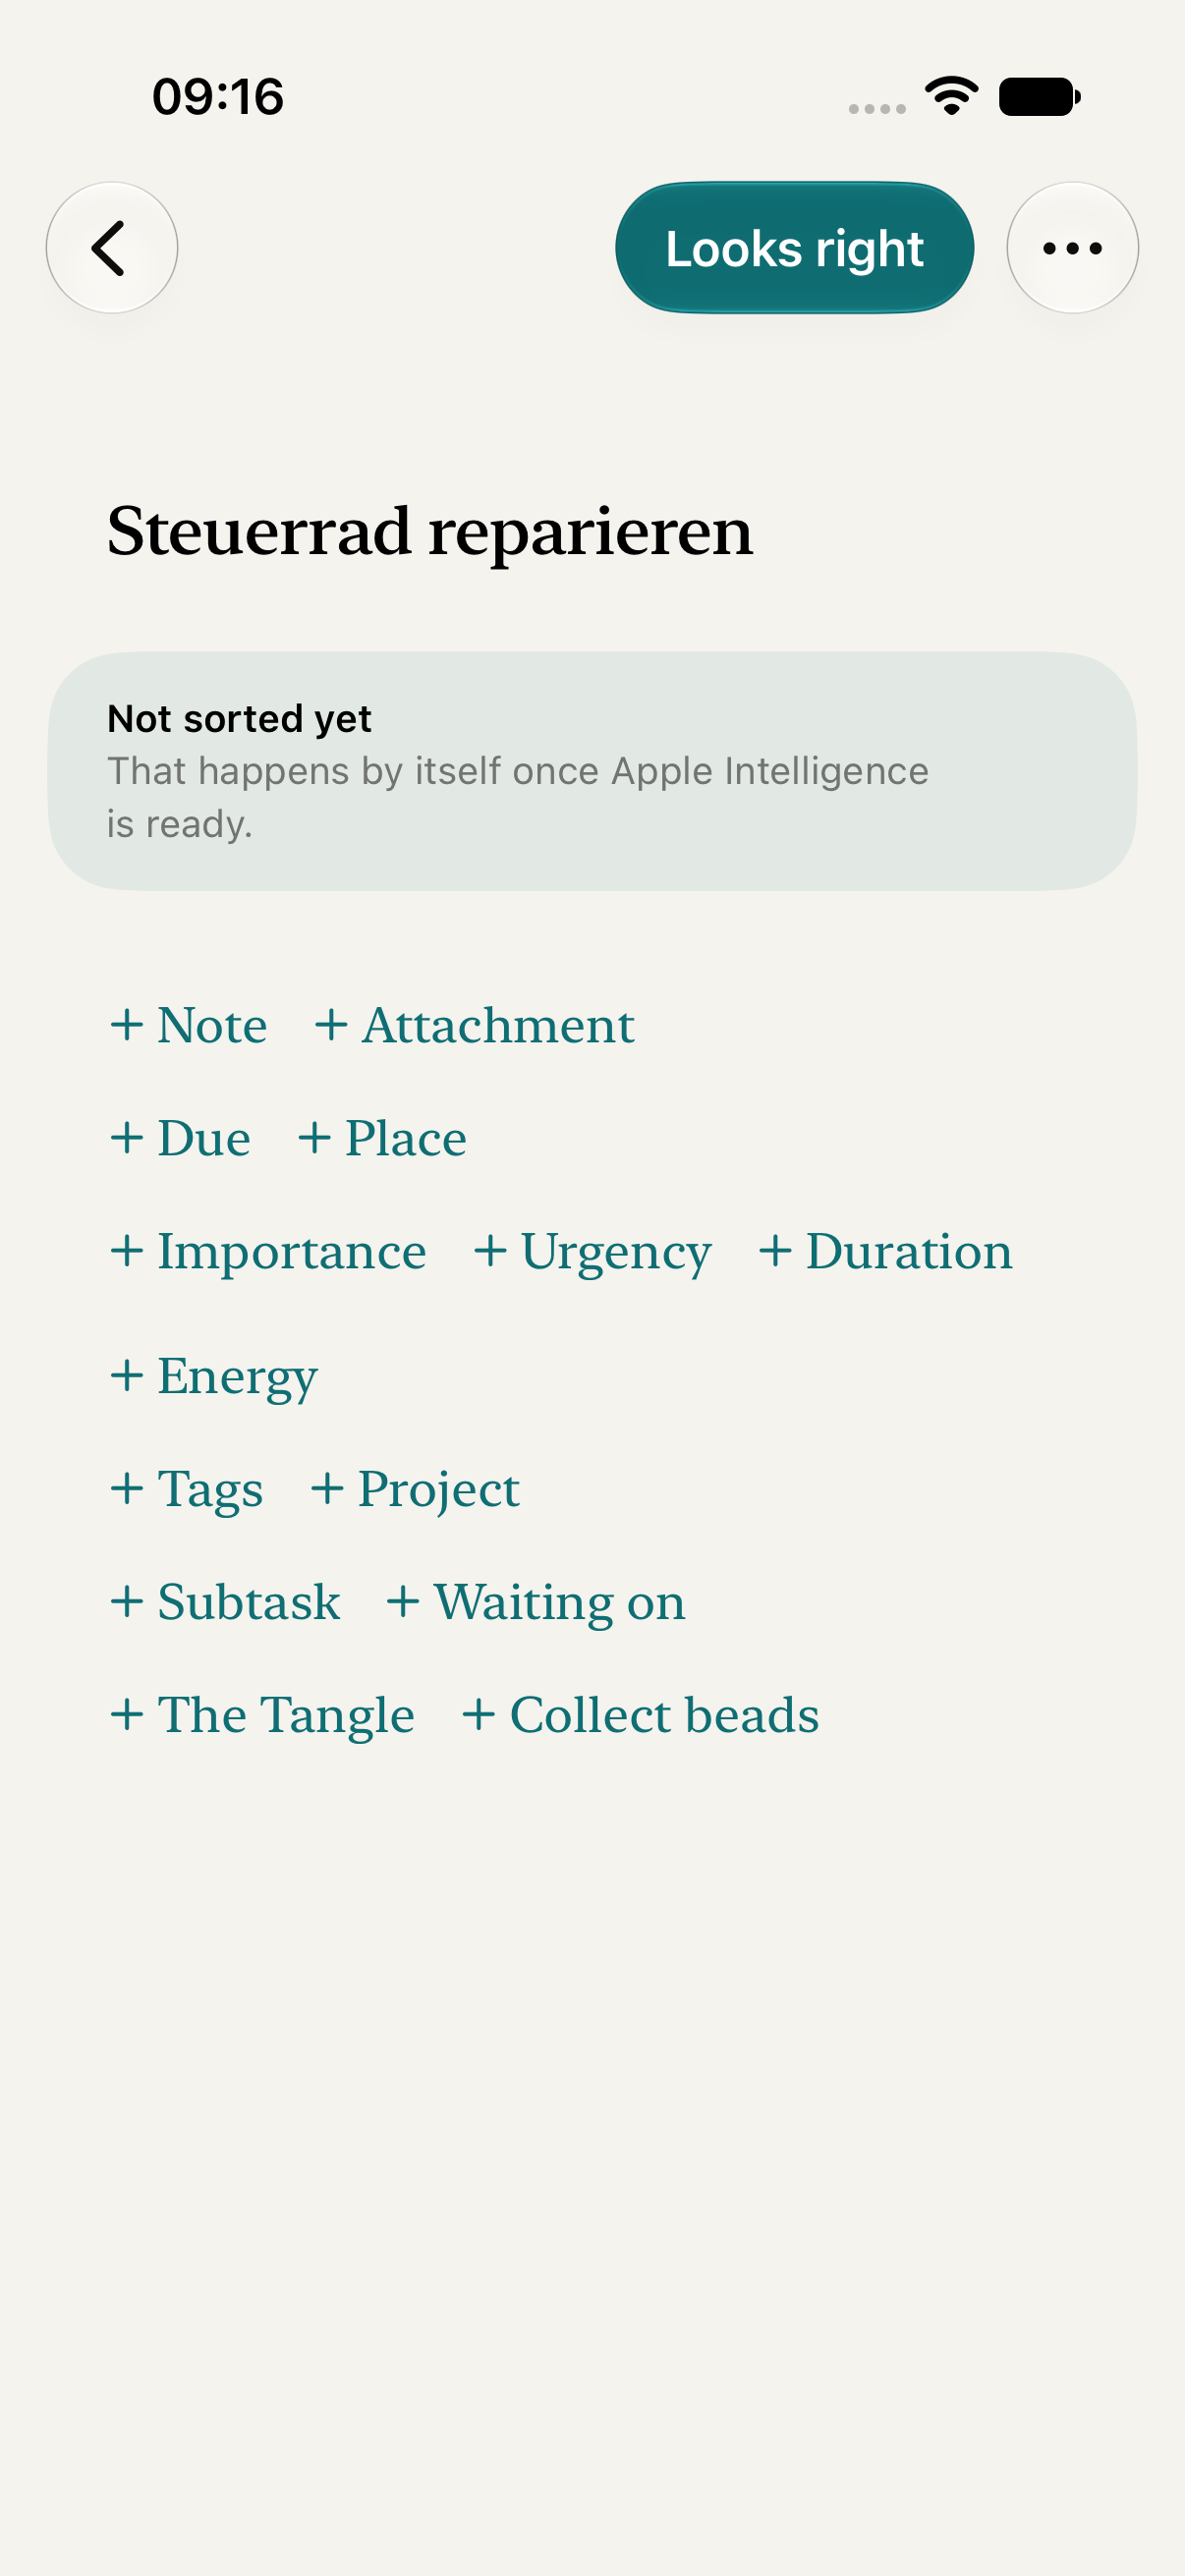 09:16
Looks right
Steuerrad reparieren
Not sorted yet
That happens by itself once Apple Intelligence
is ready.
+ Note + Attachment
+ Due + Place
+ Importance + Urgency + Duration
+ Energy
+ Tags + Project
+ Subtask + Waiting on
+ The Tangle + Collect beads